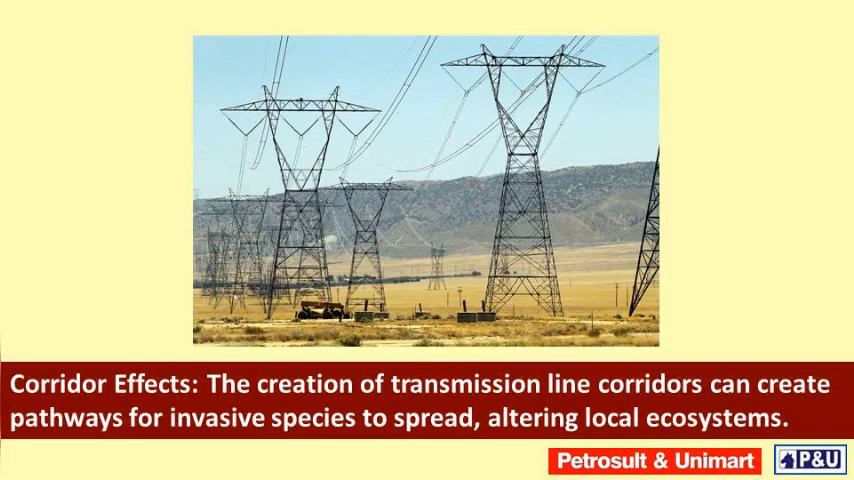 Corridor Effects: The creation of transmission line corridors can create
pathways for invasive species to spread, altering local ecosystems.
Petrosult & Unimart
P&U